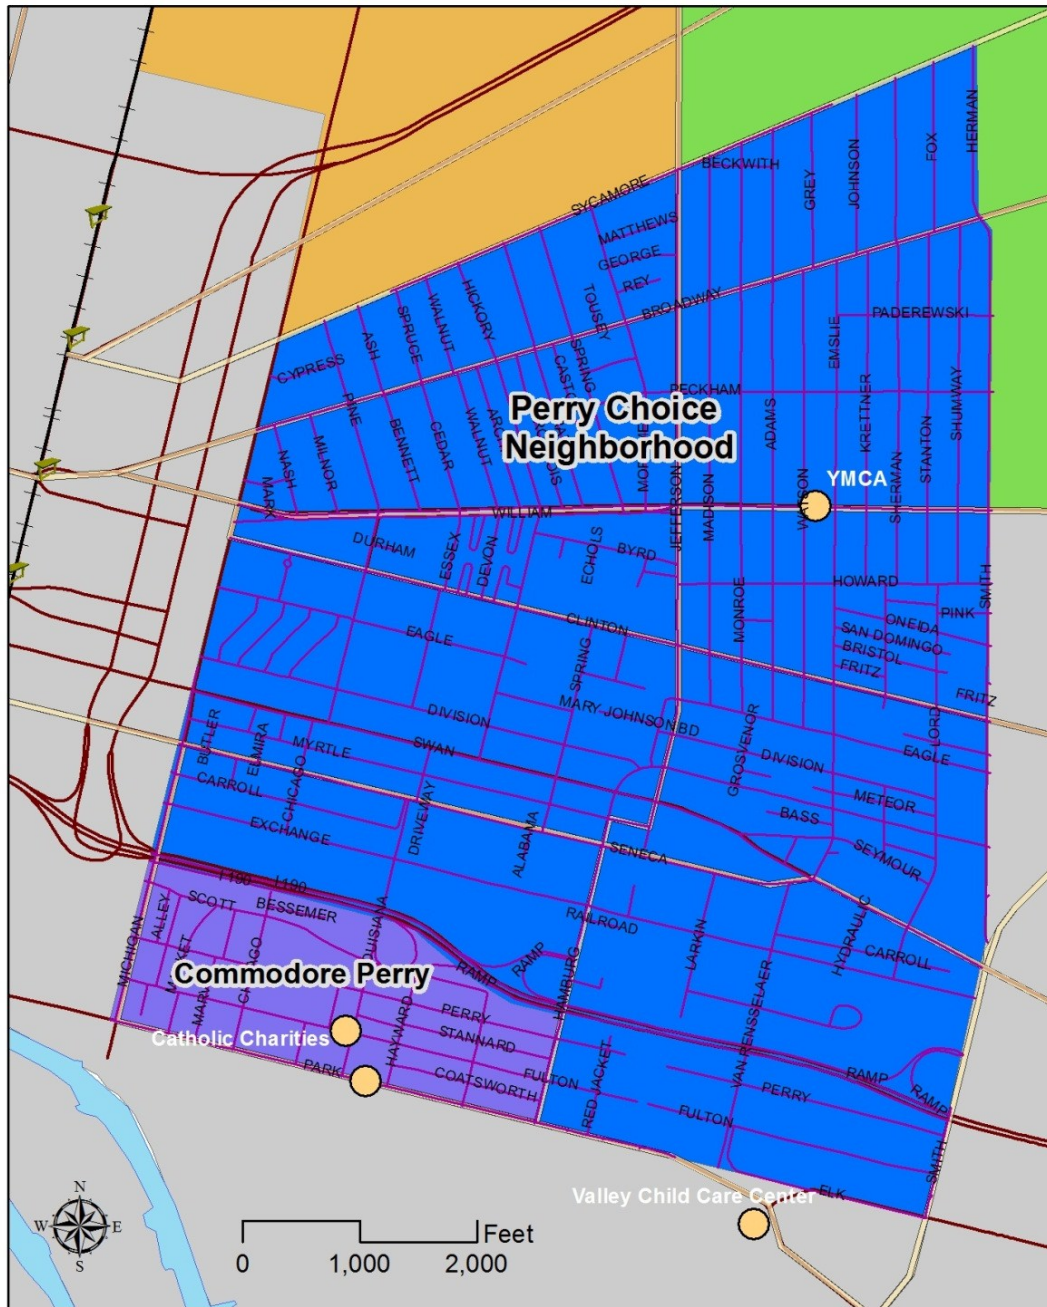 HERMAN
FOX
BECKWITH
JOHNSON
GREY
SYCAMORE
MATTHEWS
GEORGE
REY
BROADWAY
TOUSEY
HICKORY
WALNUT
SPRUCE
ASH
CYPRESS
PADEREWSKI
EMSLIE
SPRING
PECKHAM
PINE
Perry Choice
Neighborhood
ADAMS
KRETTNER
SHUMWAY
STANTON
SHERMAN
BENNETT
CEDAR
WALNUT
MILNOR
NASH
MARK
YMCA
WATSON
MADISON
JEFFERSON
WILLIAM
DURHAM
ESSEX
DEVON
ECHOLS
BYRD
HOWARD
SMITH
MONROE
PINK
ONEIDA
SAN DOMINGO
BRISTOL
FRITZ
CLINTON
EAGLE
SPRING
FRITZ
LORD
DIVISION
MARY JOHNSON BD
GROSVENOR
DIVISION
EAGLE
BUTLER
ELMIRA
MYRTLE
SWAN
CHICAGO
CARROLL
METEOR
BASS
EXCHANGE
DRIVEWAY
ALABAMA
SENECA
SEYMOUR
I 190
I 190
SCOTT
BESSEMER
RAILROAD
LARKIN
HYDRAULIC
CARROLL
ALLEY
MICHIGAN
Commodore Perry
RAMP
RAMP
HAMBURG
VAN RENSSELAER
PERRY
STANNARD
HAYWARD
Catholic Charities
PARK
COATSWORTH
FULTON
RED JACKET
RAMP
RAMP
PERRY
FULTON
SMITH
ELK
Valley Child Care Center
N
W
E
S
Feet
0
1,000
2,000